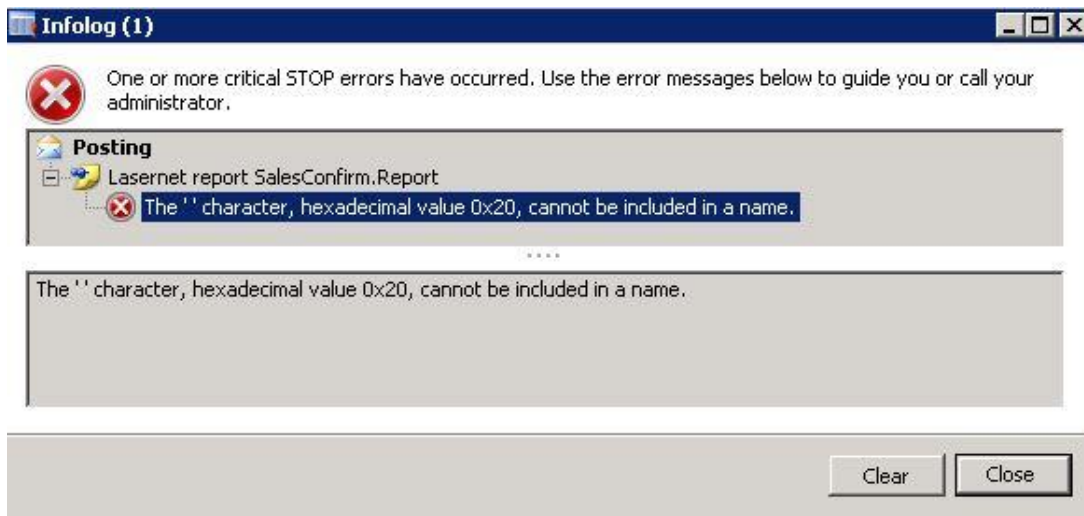 Infolog (1)
One or more critical STOP errors have occurred. Use the error messages below to guide you or call your
administrator.
Posting
Lasernet report SalesConfirm.Report
The ' ' character, hexadecimal value 0x20, cannot be included in a name.
The ' ' character, hexadecimal value 0x20, cannot be included in a name.
Clear Close